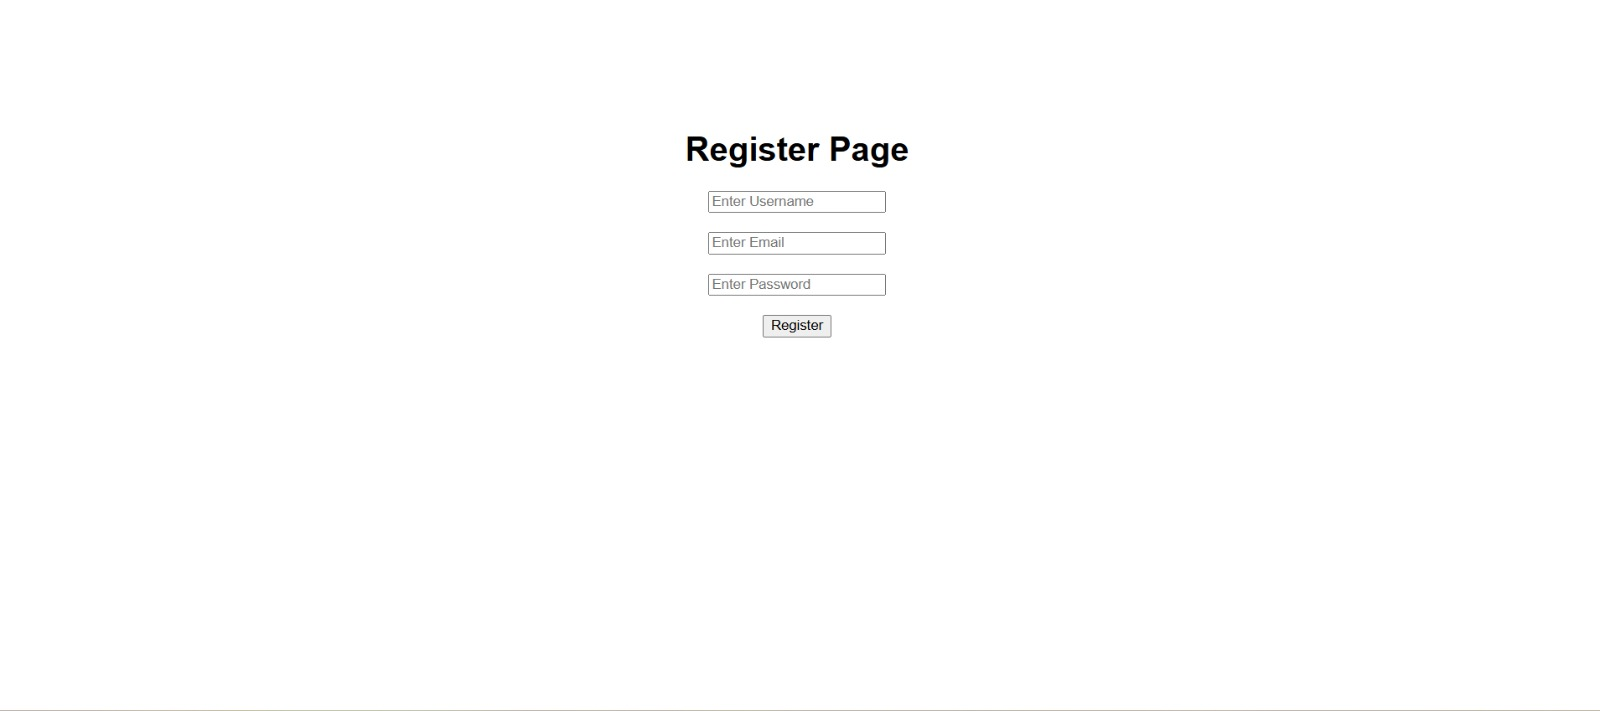 Register Page
Enter Username
Enter Email
Enter Password
Register